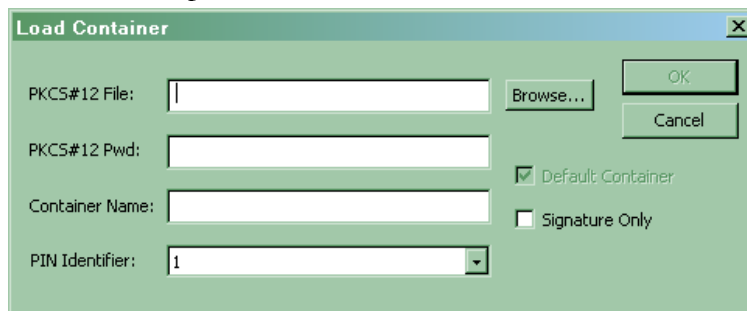 Load Container
PKCS#12 File:
Browse...
OK
Cancel
PKCS#12 Pwd:
Default Container
Container Name:
Signature Only
PIN Identifier:
1